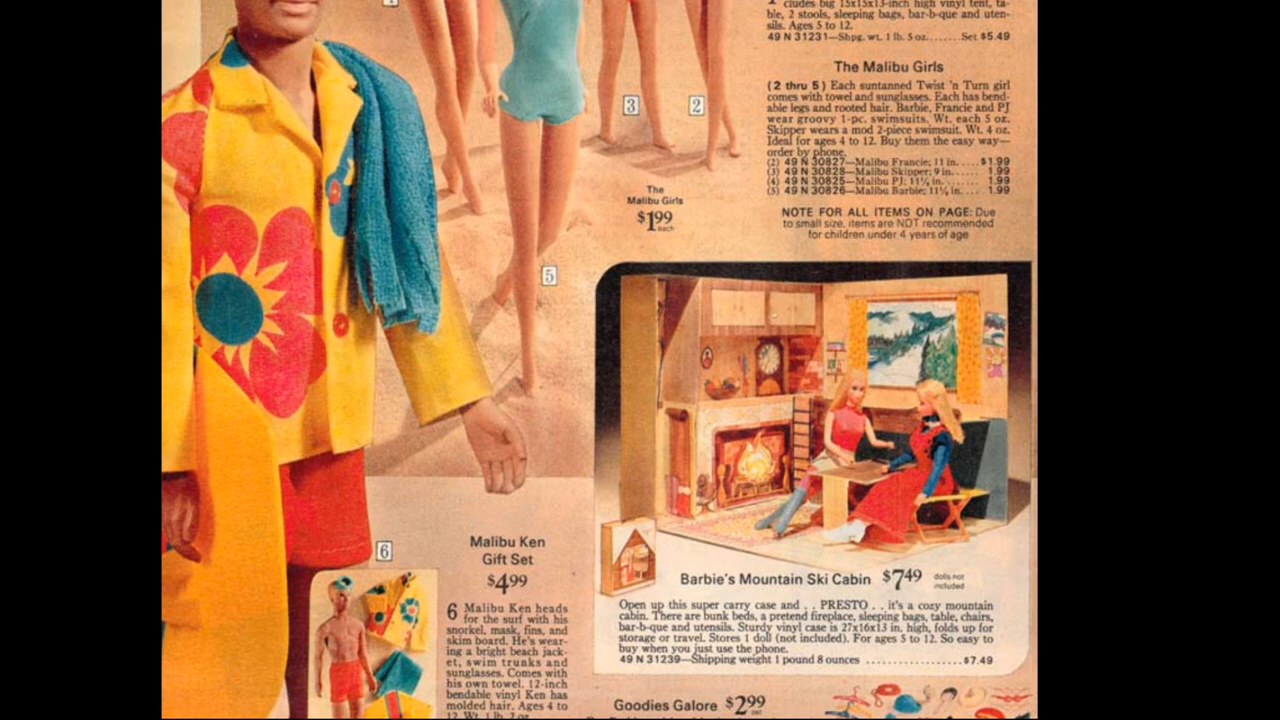 cludes big 15x15x13-inch high vinyl tent, ta-
ble, 2 stools, sleeping bags, bar-b-que and uten-
sils. Ages 5 to 12.
49 N 31231—Shpg. wt. 1 lb. 5 oz........Set $5.49
The Malibu Girls
(2 thru 5) Each suntanned Twist 'n Turn girl
comes with towel and sunglasses. Each has bend-
able legs and rooted hair. Barbie, Francie and PJ
wear groovy 1-pc. swimsuits. Wt. each 5 oz.
Skipper wears a mod 2-piece swimsuit. Wt. 4 oz.
Ideal for ages 4 to 12. Buy them the easy way—
order by phone.
(2) 49 N 30827—Malibu Francie; 11 in. .....$1.99
(3) 49 N 30828—Malibu Skipper; 9 in. ..... 1.99
(4) 49 N 30825—Malibu PJ; 11½ in. ....... 1.99
(5) 49 N 30826—Malibu Barbie; 11½ in. .... 1.99
NOTE FOR ALL ITEMS ON PAGE: Due
to small size, items are NOT recommended
for children under 4 years of age
3
2
The
Malibu Girls
$1.99
each
5
6
Malibu Ken
Gift Set
$4.99
6 Malibu Ken heads
for the surf with his
snorkel, mask, fins, and
skim board. He's wear-
ing a bright beach jack-
et, swim trunks and
sunglasses. Comes with
his own towel. 12-inch
bendable vinyl Ken has
molded hair. Ages 4 to
12. Wt. 1 lb. 2 oz.
Barbie's Mountain Ski Cabin $7.49 dolls not
included
Open up this super carry case and . . PRESTO . . it's a cozy mountain
cabin. There are bunk beds, a pretend fireplace, sleeping bags, table, chairs,
bar-b-que and utensils. Sturdy vinyl case is 27x16x13 in. high, folds up for
storage or travel. Stores 1 doll (not included). For ages 5 to 12. So easy to
buy when you just use the phone.
49 N 31239—Shipping weight 1 pound 8 ounces ....................$7.49
Goodies Galore $2.99